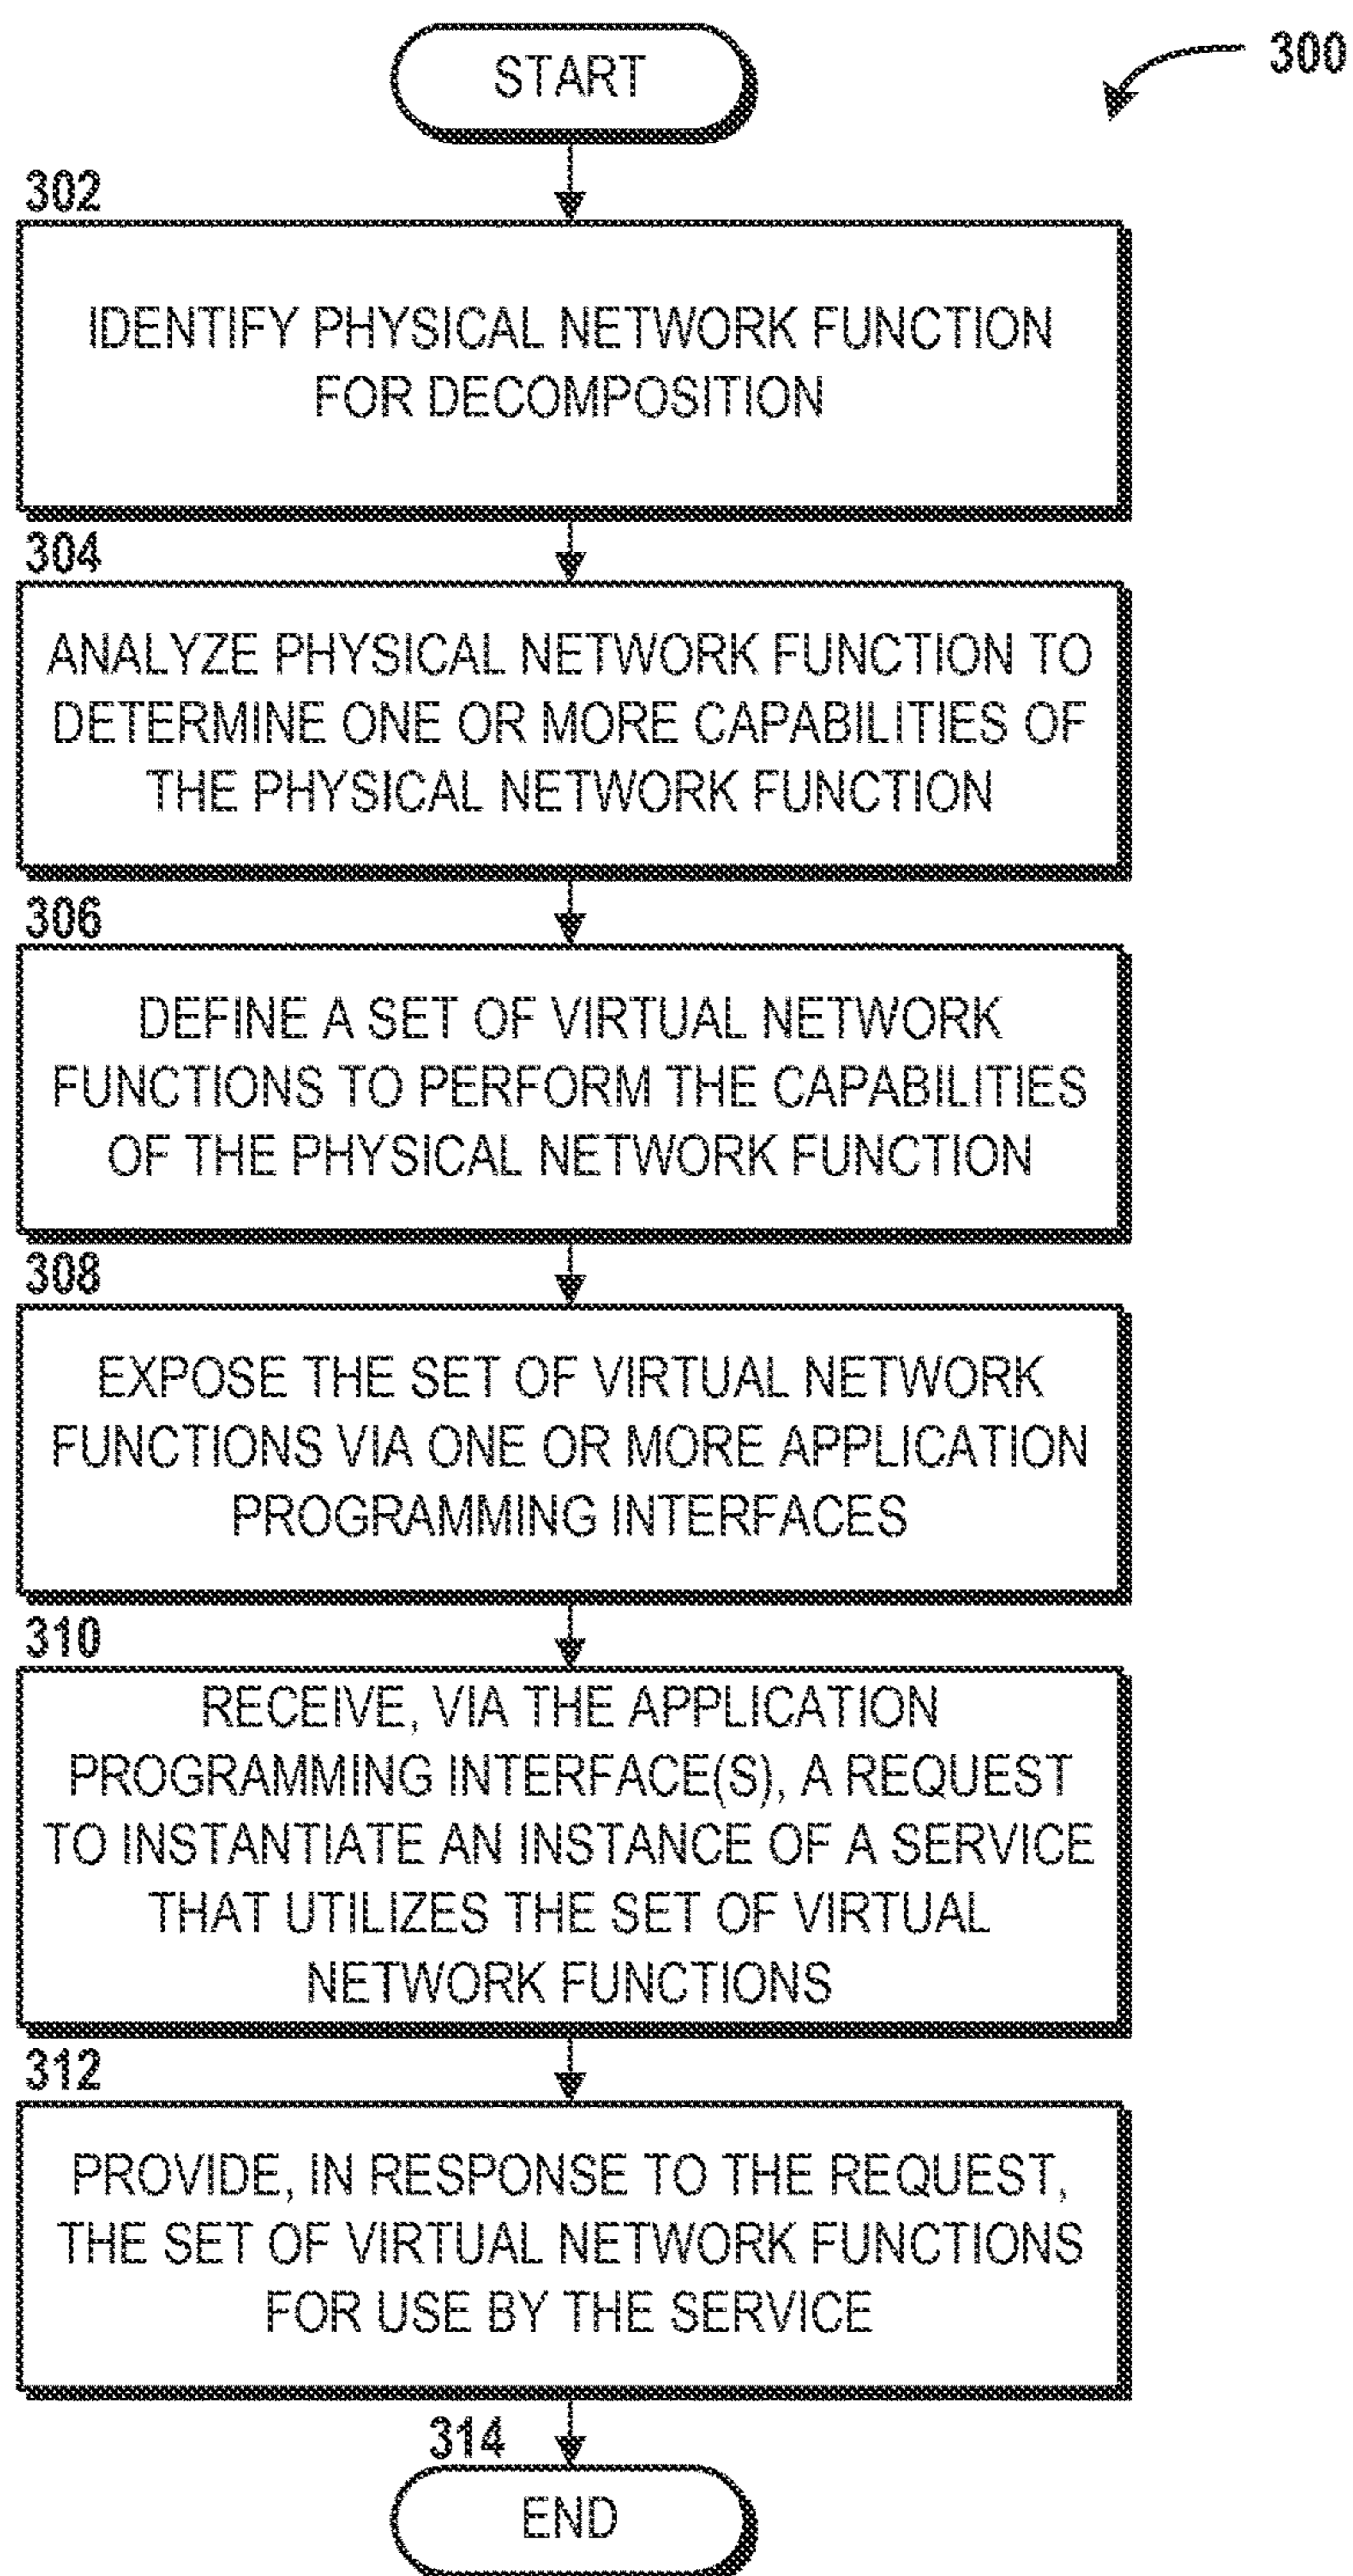 START
300
302
IDENTIFY PHYSICAL NETWORK FUNCTION
FOR DECOMPOSITION
304
ANALYZE PHYSICAL NETWORK FUNCTION TO
DETERMINE ONE OR MORE CAPABILITIES OF
THE PHYSICAL NETWORK FUNCTION
306
DEFINE A SET OF VIRTUAL NETWORK
FUNCTIONS TO PERFORM THE CAPABILITIES
OF THE PHYSICAL NETWORK FUNCTION
308
EXPOSE THE SET OF VIRTUAL NETWORK
FUNCTIONS VIA ONE OR MORE APPLICATION
PROGRAMMING INTERFACES
310
RECEIVE, VIA THE APPLICATION
PROGRAMMING INTERFACE(S), A REQUEST
TO INSTANTIATE AN INSTANCE OF A SERVICE
THAT UTILIZES THE SET OF VIRTUAL
NETWORK FUNCTIONS
312
PROVIDE, IN RESPONSE TO THE REQUEST,
THE SET OF VIRTUAL NETWORK FUNCTIONS
FOR USE BY THE SERVICE
314
END